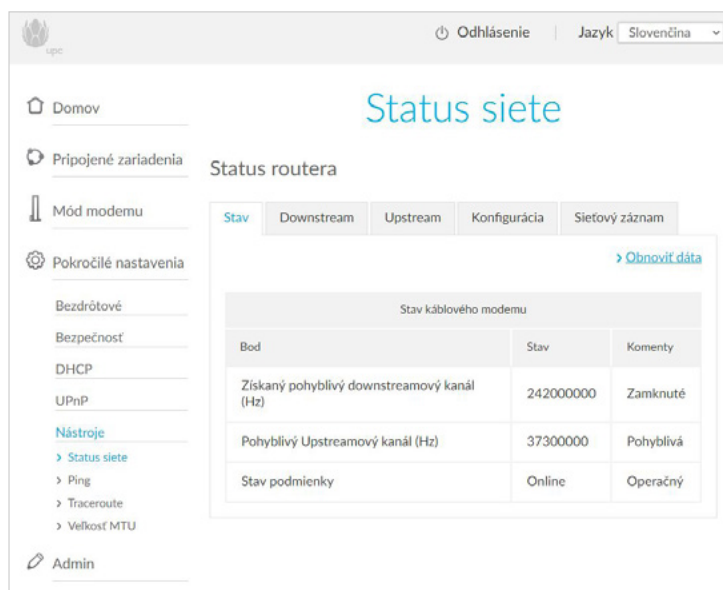 upc
Odhlásenie
Jazyk Slovenčina
Domov
Pripojené zariadenia
Mód modemu
Pokročilé nastavenia
Bezdrôtové
Bezpečnosť
DHCP
UPnP
Nástroje
Status siete
Ping
Traceroute
Veľkosť MTU
Admin
Status siete
Status routera
Stav Downstream Upstream Konfigurácia Sieťový záznam
Obnoviť dáta
Stav káblového modemu
Bod Stav Komenty
Získaný pohyblivý downstreamový kanál
(Hz) 242000000 Zamknuté
Pohyblivý Upstreamový kanál (Hz) 37300000 Pohyblivá
Stav podmienky Online Operačný